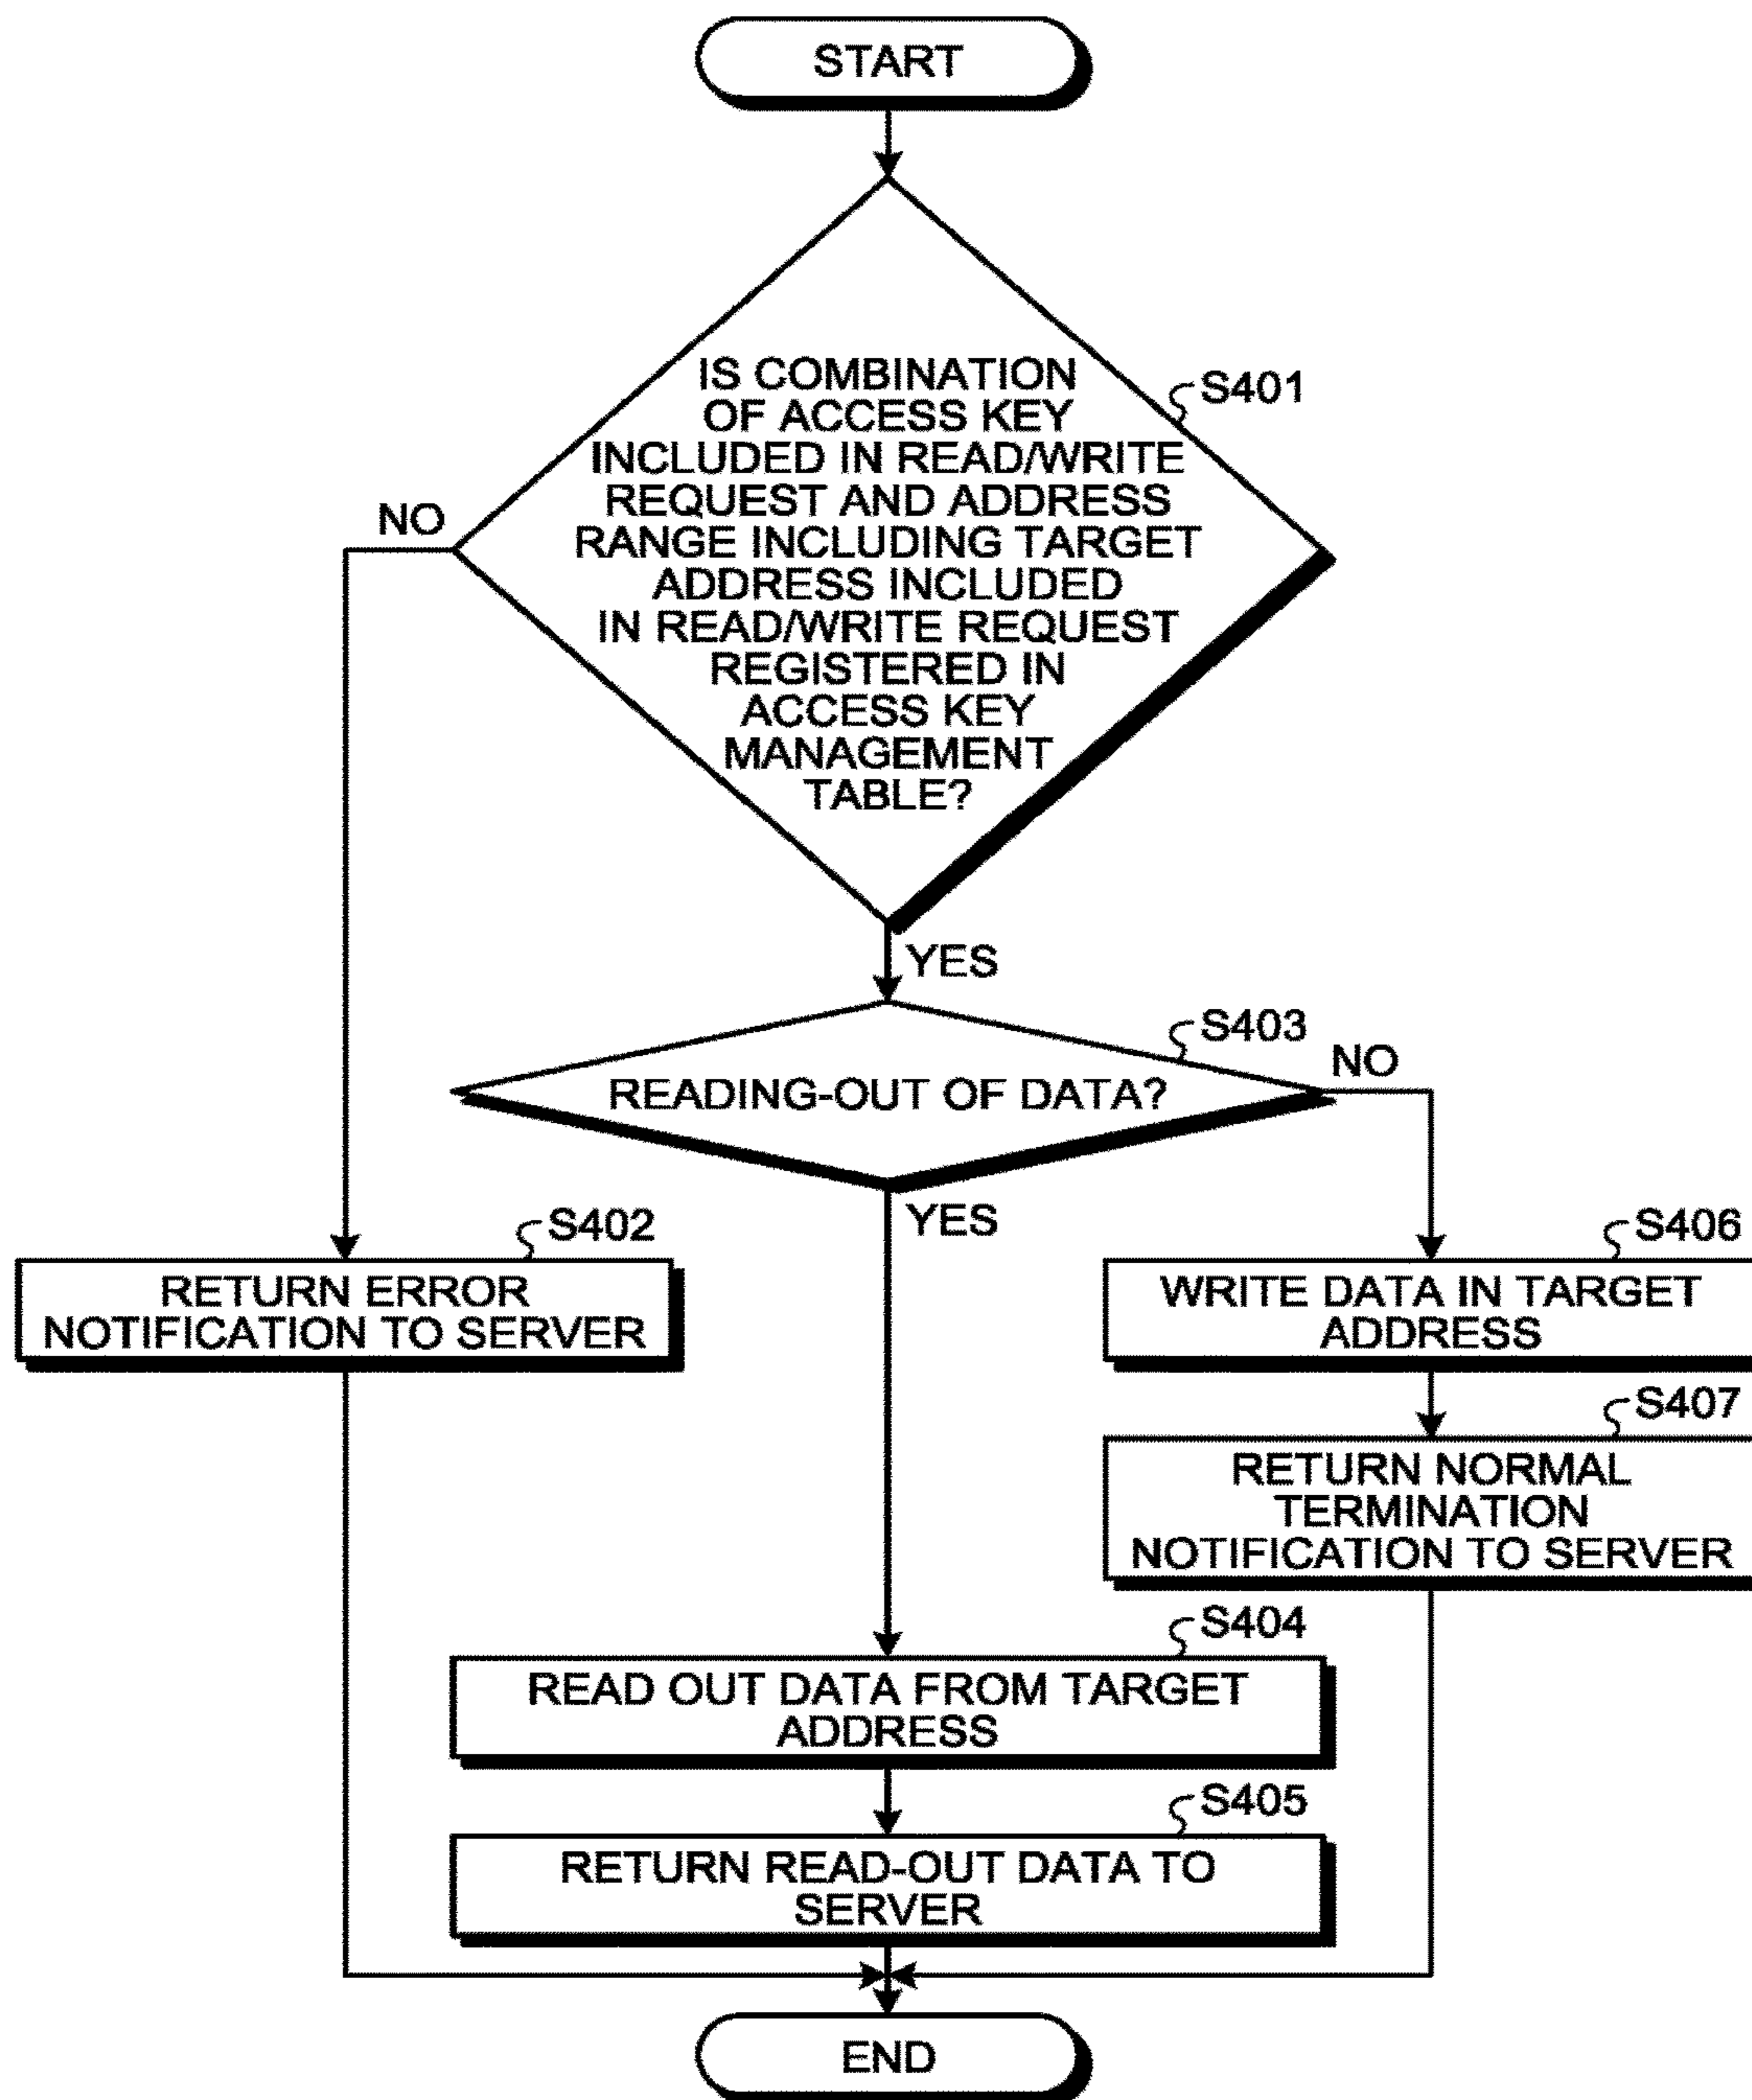 START
IS COMBINATION
OF ACCESS KEY
INCLUDED IN READ/WRITE
REQUEST AND ADDRESS
RANGE INCLUDING TARGET
ADDRESS INCLUDED
IN READ/WRITE REQUEST
REGISTERED IN
ACCESS KEY
MANAGEMENT
TABLE?
S401
NO
YES
READING-OUT OF DATA?
S403
NO
YES
S402
RETURN ERROR
NOTIFICATION TO SERVER
S406
WRITE DATA IN TARGET
ADDRESS
S407
RETURN NORMAL
TERMINATION
NOTIFICATION TO SERVER
S404
READ OUT DATA FROM TARGET
ADDRESS
S405
RETURN READ-OUT DATA TO
SERVER
END